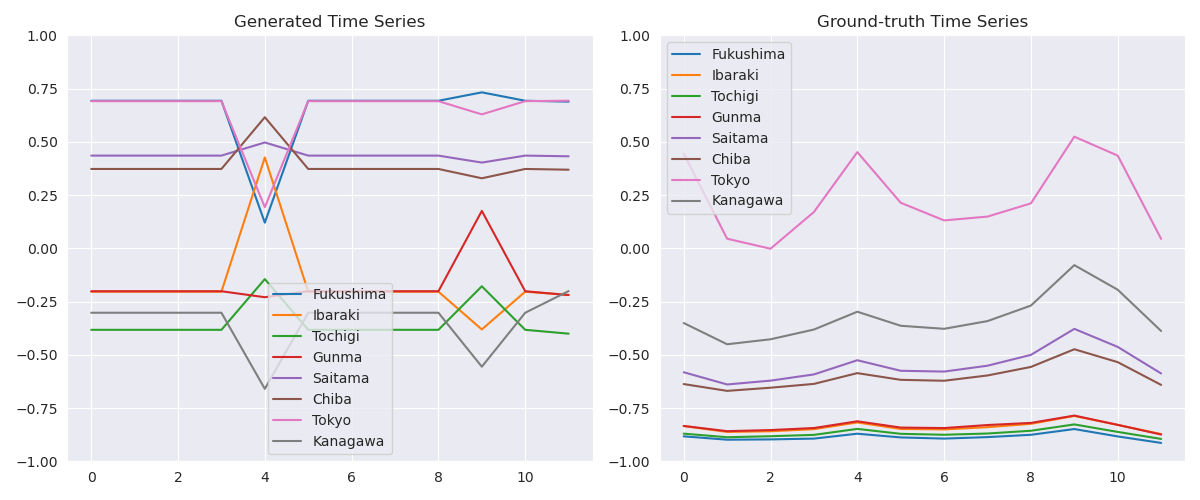 Generated Time Series
1.00
0.75
0.50
0.25
0.00
−0.25
−0.50
−0.75
−1.00
0 2 4 6 8 10
Fukushima
Ibaraki
Tochigi
Gunma
Saitama
Chiba
Tokyo
Kanagawa
Ground-truth Time Series
1.00
0.75
0.50
0.25
0.00
−0.25
−0.50
−0.75
−1.00
0 2 4 6 8 10
Fukushima
Ibaraki
Tochigi
Gunma
Saitama
Chiba
Tokyo
Kanagawa